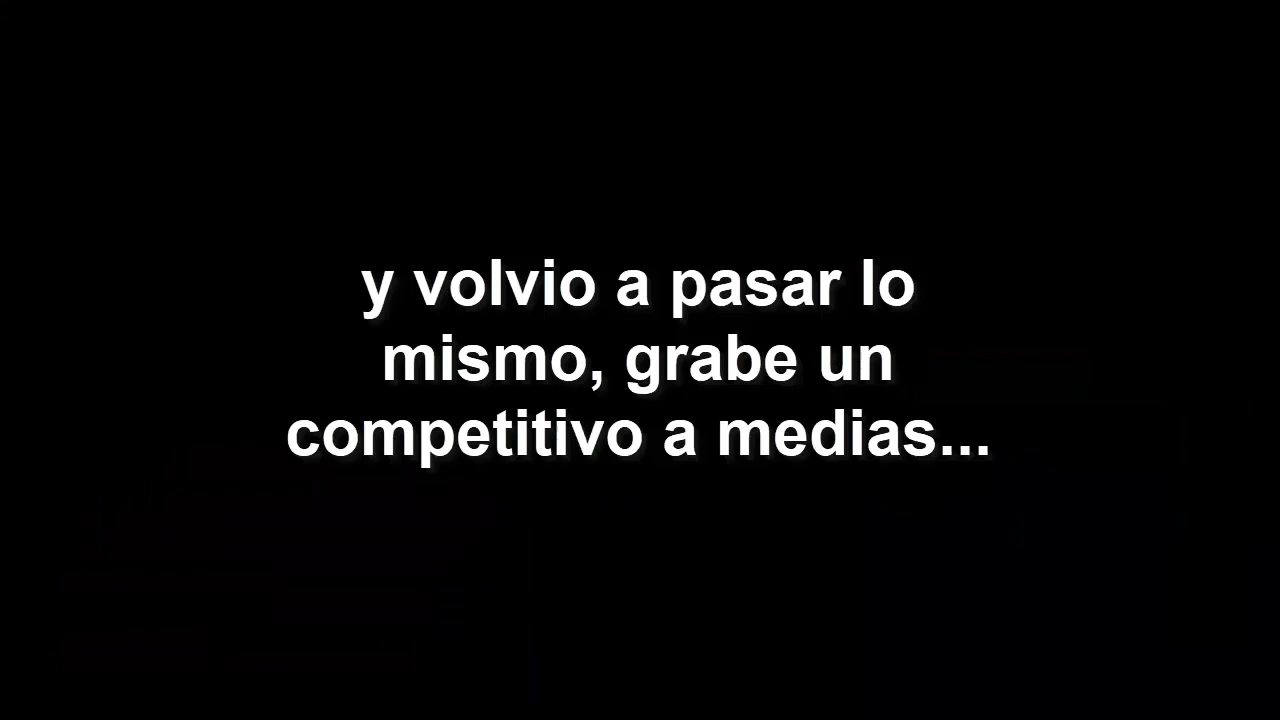 y volvio a pasar lo
mismo, grabe un
competitivo a medias...